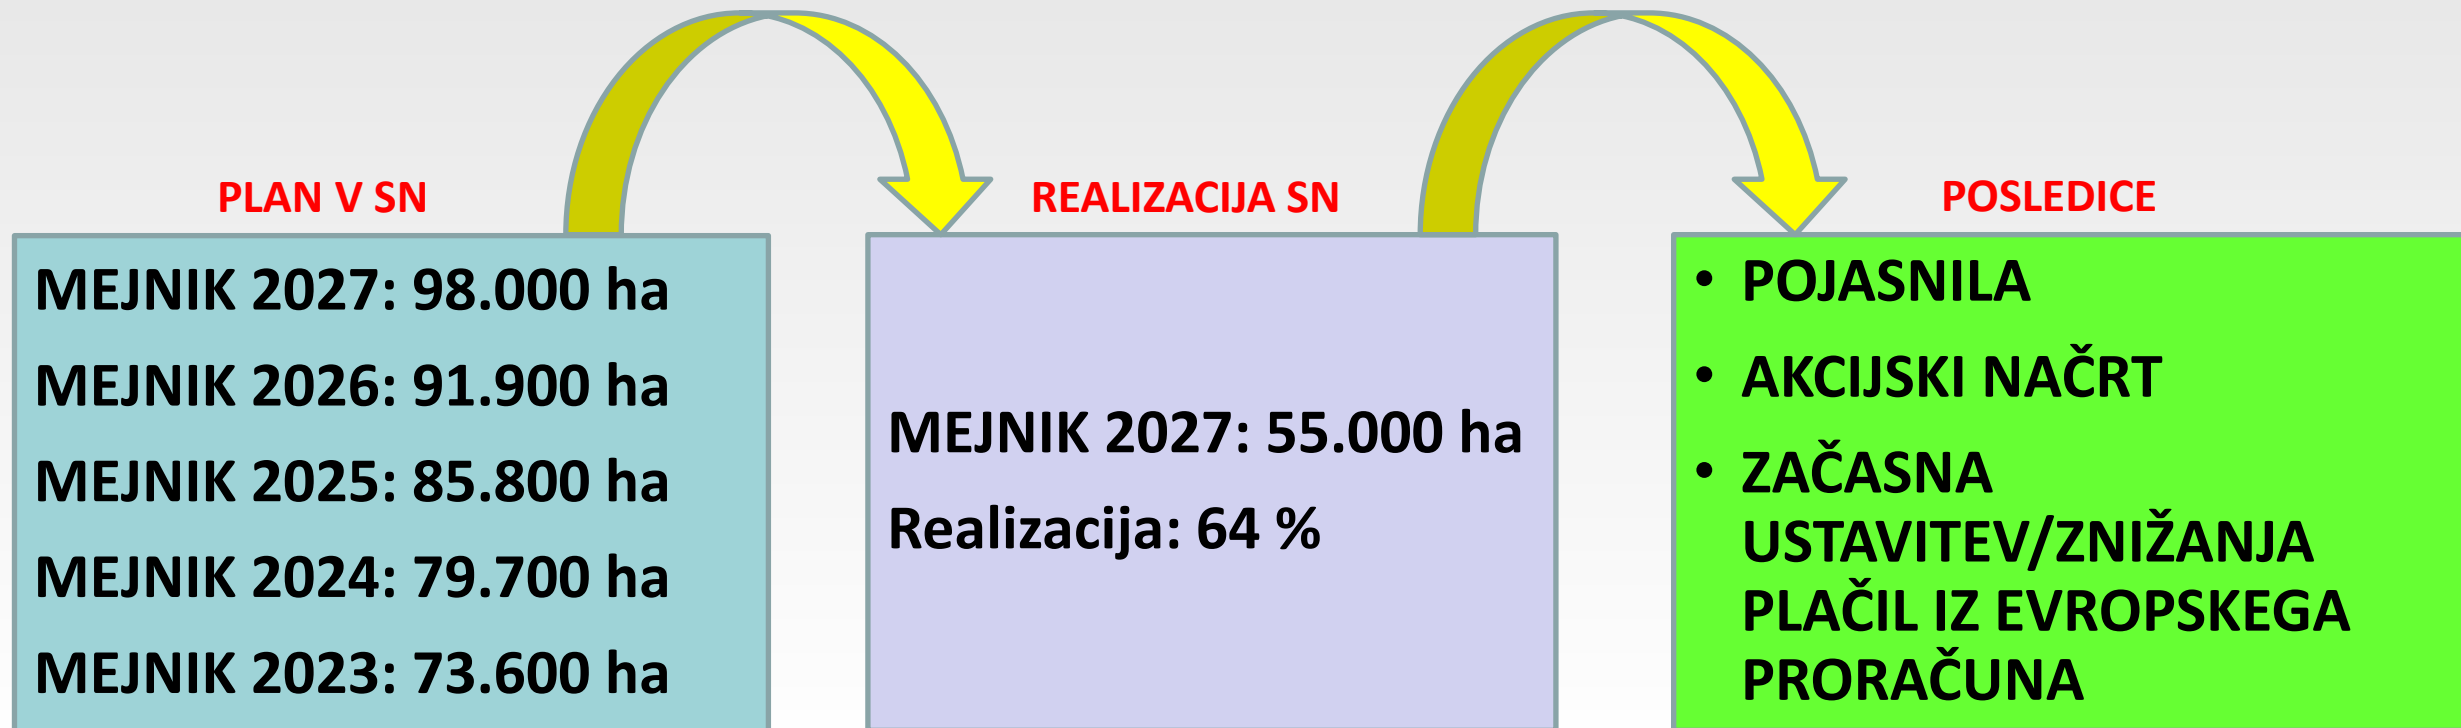 PLAN V SN
MEJNIK 2027: 98.000 ha
MEJNIK 2026: 91.900 ha
MEJNIK 2025: 85.800 ha
MEJNIK 2024: 79.700 ha
MEJNIK 2023: 73.600 ha
REALIZACIJA SN
MEJNIK 2027: 55.000 ha
Realizacija: 64 %
POSLEDICE
• POJASNILA
• AKCIJSKI NAČRT
• ZAČASNA
USTAVITEV/ZNIŽANJA
PLAČIL IZ EVROPSKEGA
PRORAČUNA